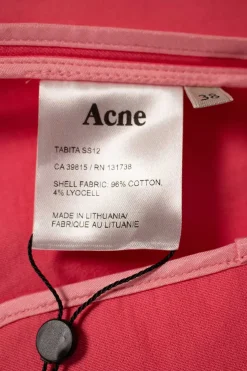 38
Acne
TABITA SS12
CA 39815 / RN 131738
SHELL FABRIC: 96% COTTON,
4% LYOCELL
MADE IN LITHUANIA/
FABRIQUE AU LITUANIE